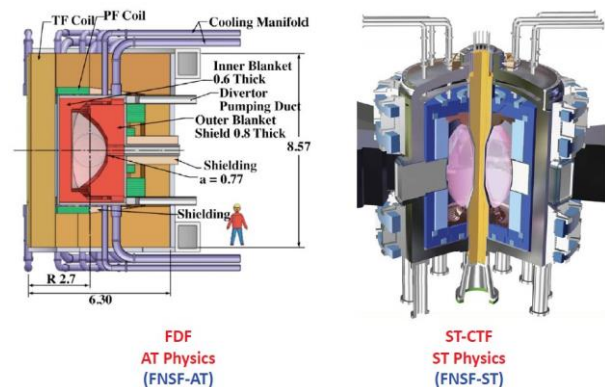 TF Coil
PF Coil
Cooling Manifold
Inner Blanket
0.6 Thick
Divertor
Pumping Duct
Outer Blanket
Shield 0.8 Thick
8.57
Shielding
a = 0.77
Shielding
R 2.7
6.30
FDF
AT Physics
(FNSF-AT)
ST-CTF
ST Physics
(FNSF-ST)